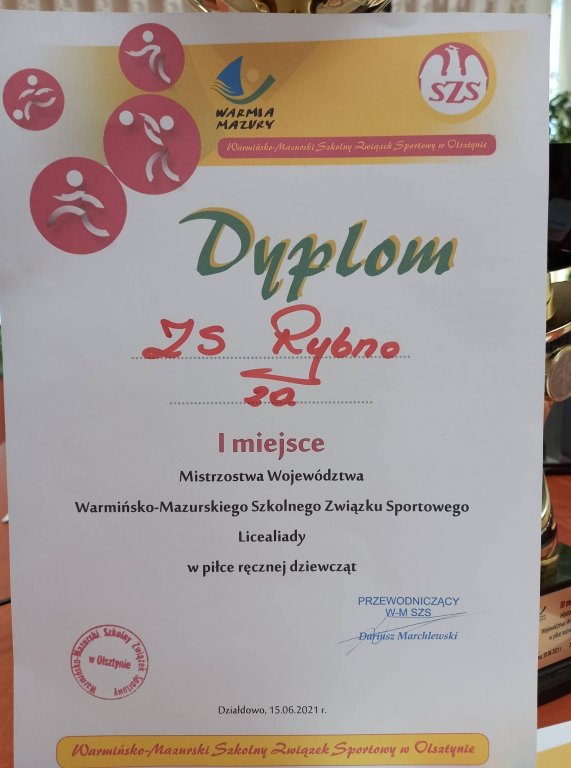 WARMIA
MAZURY
SZS
Warmińsko-Mazurski Szkolny Związek Sportowy w Olsztynie
Dyplom
ZS Rybno
za
I miejsce
Mistrzostwa Województwa
Warmińsko-Mazurskiego Szkolnego Związku Sportowego
Licealiady
w piłce ręcznej dziewcząt
PRZEWODNICZĄCY
W-M SZS
Dariusz Marchlewski
Warmińsko-Mazurski Szkolny Związek Sportowy
w Olsztynie
Działdowo, 15.06.2021 r.
Warmińsko-Mazurski Szkolny Związek Sportowy w Olsztynie